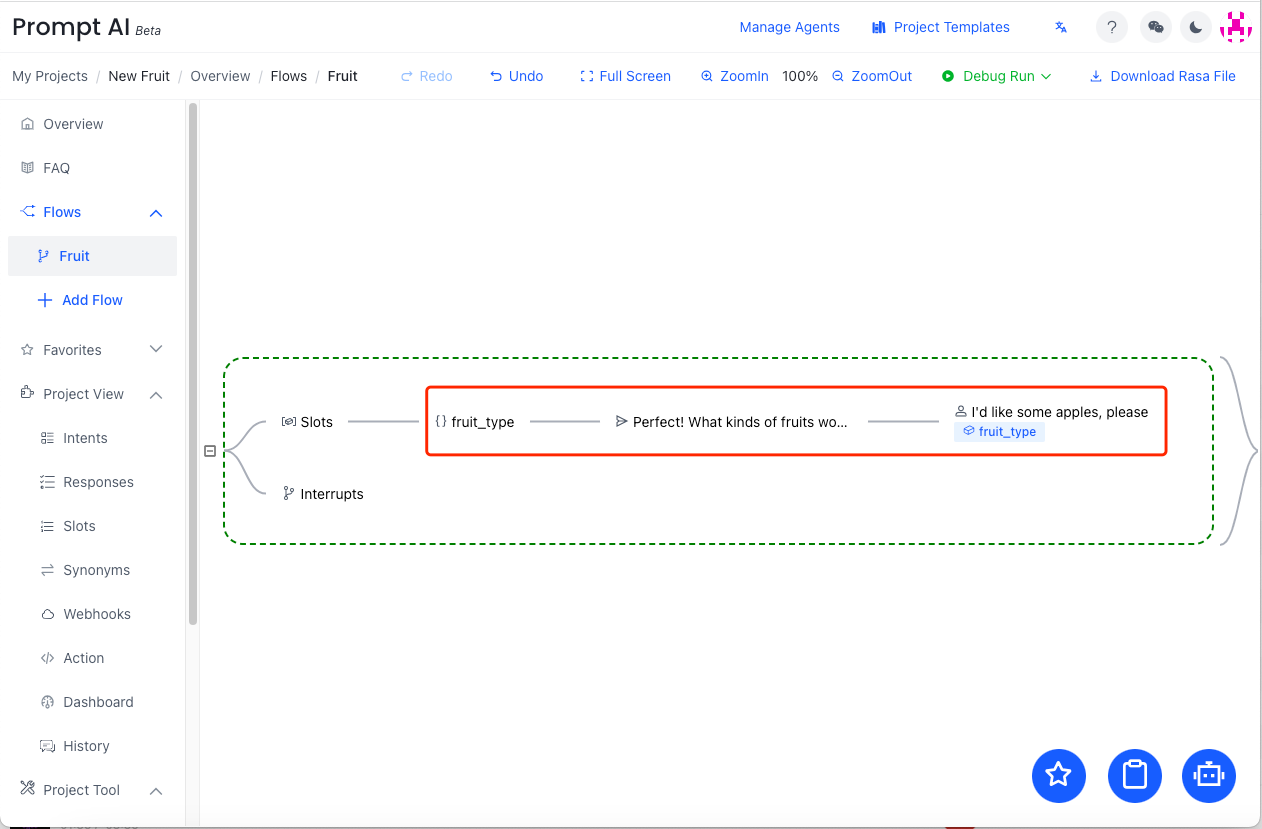 Prompt AI Beta
Manage Agents
Project Templates
?
My Projects / New Fruit / Overview / Flows / Fruit
Redo
Undo
Full Screen
ZoomIn
100%
ZoomOut
Debug Run
Download Rasa File
Overview
FAQ
Flows
Fruit
Add Flow
Favorites
Project View
Intents
Responses
Slots
Synonyms
Webhooks
Action
Dashboard
History
Project Tool
Slots
{} fruit_type
Perfect! What kinds of fruits wo...
I'd like some apples, please
fruit_type
Interrupts